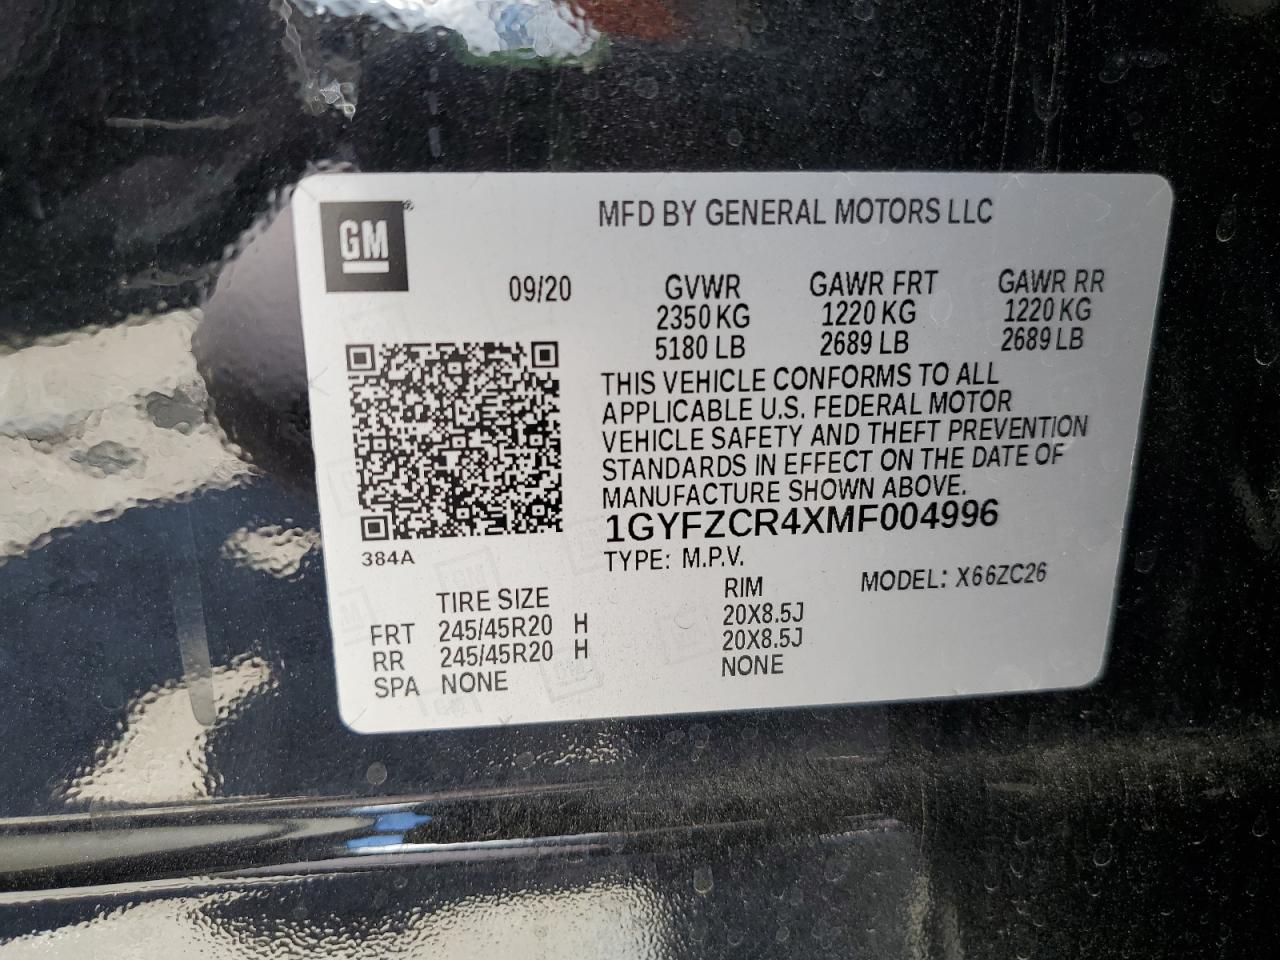 GM
MFD BY GENERAL MOTORS LLC
09/20 GVWR GAWR FRT GAWR RR
2350 KG 1220 KG 1220 KG
5180 LB 2689 LB 2689 LB
THIS VEHICLE CONFORMS TO ALL
APPLICABLE U.S. FEDERAL MOTOR
VEHICLE SAFETY AND THEFT PREVENTION
STANDARDS IN EFFECT ON THE DATE OF
MANUFACTURE SHOWN ABOVE.
1GYFZCR4XMF004996
384A
TYPE: M.P.V.
MODEL: X66ZC26
TIRE SIZE RIM
FRT 245/45R20 H 20X8.5J
RR 245/45R20 H 20X8.5J
SPA NONE NONE